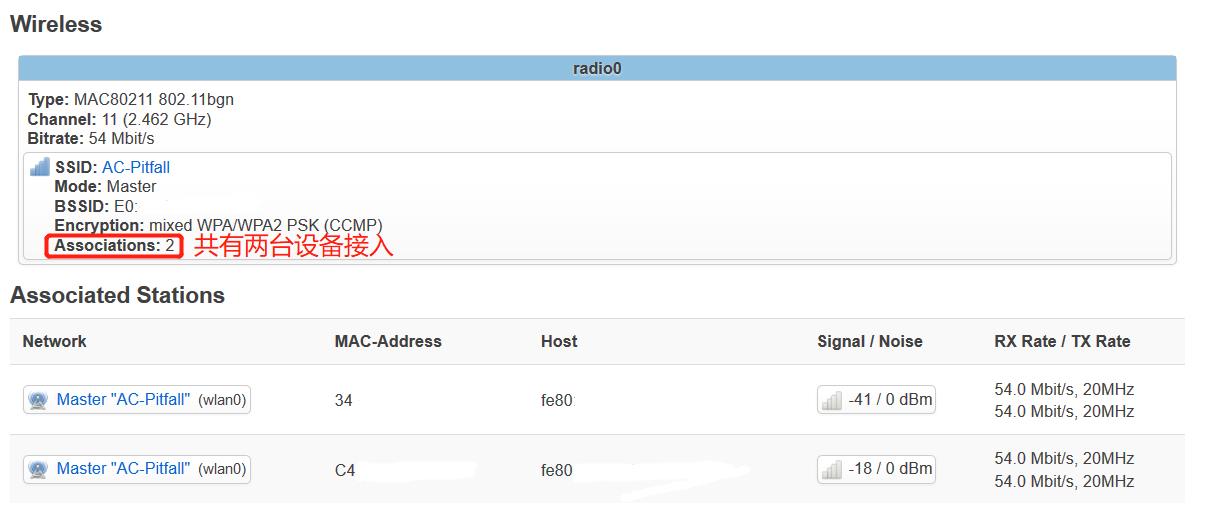 Wireless
radio0
Type: MAC80211 802.11bgn
Channel: 11 (2.462 GHz)
Bitrate: 54 Mbit/s
SSID: AC-Pitfall
Mode: Master
BSSID: E0:
Encryption: mixed WPA/WPA2 PSK (CCMP)
Associations: 2 共有两台设备接入
Associated Stations
Network MAC-Address Host Signal / Noise RX Rate / TX Rate
Master "AC-Pitfall" (wlan0) 34 fe80: -41 / 0 dBm 54.0 Mbit/s, 20MHz
54.0 Mbit/s, 20MHz
Master "AC-Pitfall" (wlan0) C4 fe80 -18 / 0 dBm 54.0 Mbit/s, 20MHz
54.0 Mbit/s, 20MHz